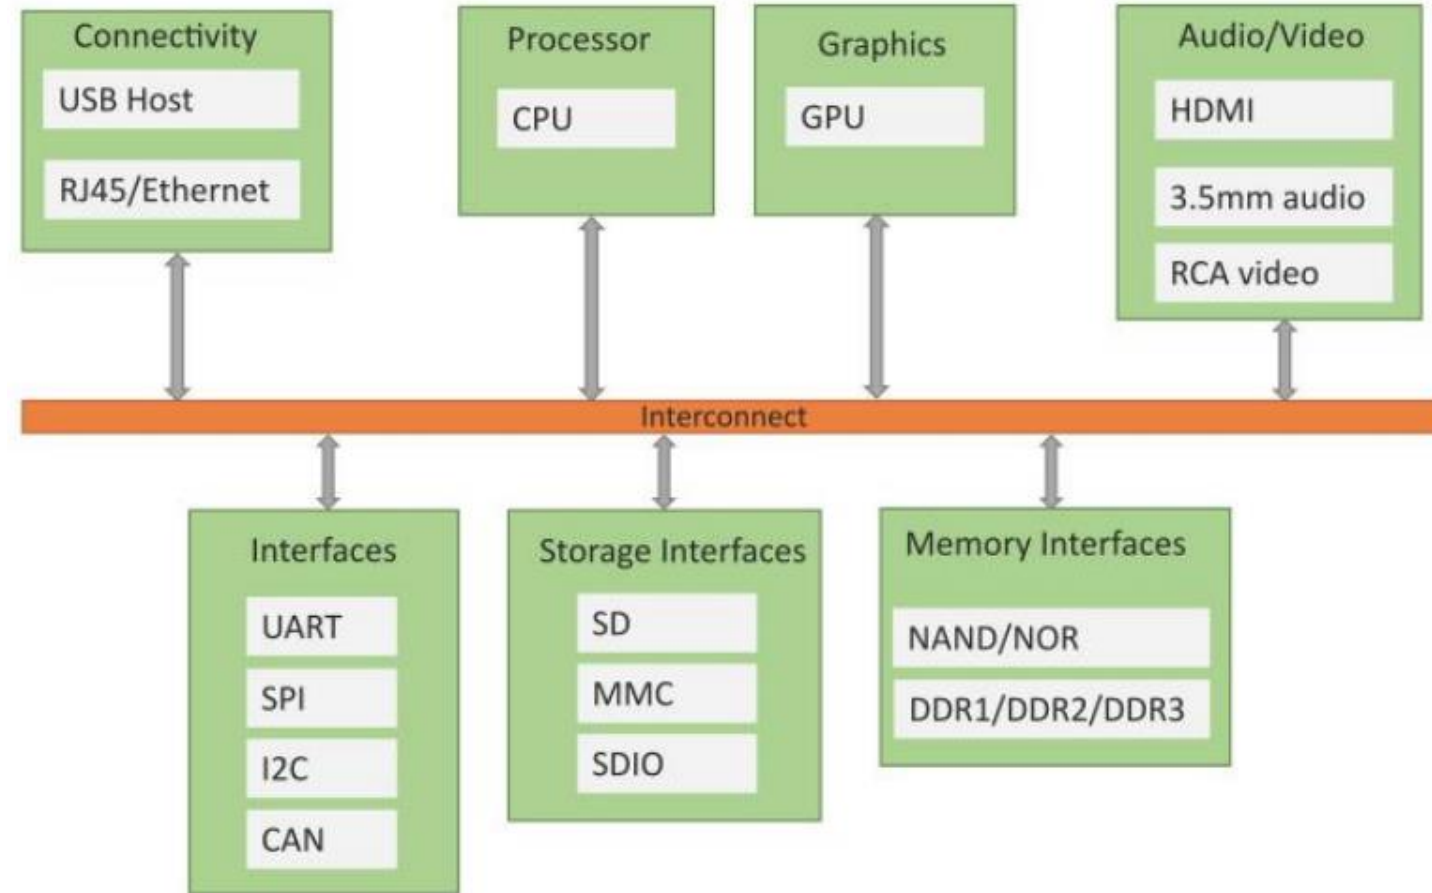 Connectivity
USB Host
RJ45/Ethernet
Processor
CPU
Graphics
GPU
Audio/Video
HDMI
3.5mm audio
RCA video
Interconnect
Interfaces
UART
SPI
I2C
CAN
Storage Interfaces
SD
MMC
SDIO
Memory Interfaces
NAND/NOR
DDR1/DDR2/DDR3